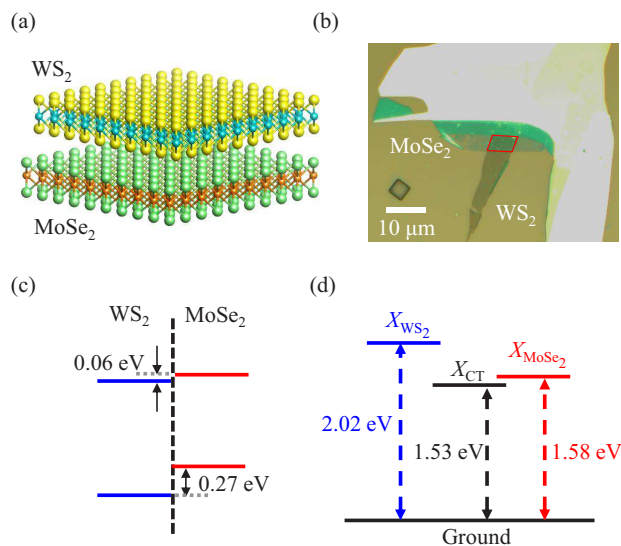 (a)
WS2
MoSe2
(b)
MoSe2
WS2
10 μm
(c)
WS2
MoSe2
0.06 eV
0.27 eV
(d)
XWS2
XCT
XMoSe2
2.02 eV
1.53 eV
1.58 eV
Ground